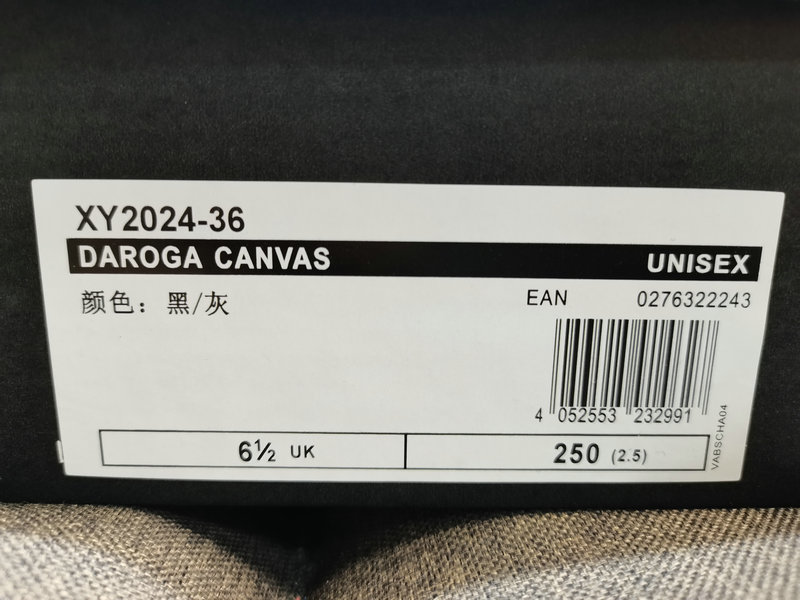 XY2024-36
DAROGA CANVAS UNISEX
颜色：黑/灰
EAN 0276322243
4 052553 232991
6½ UK 250 (2.5)
VABSCHA04